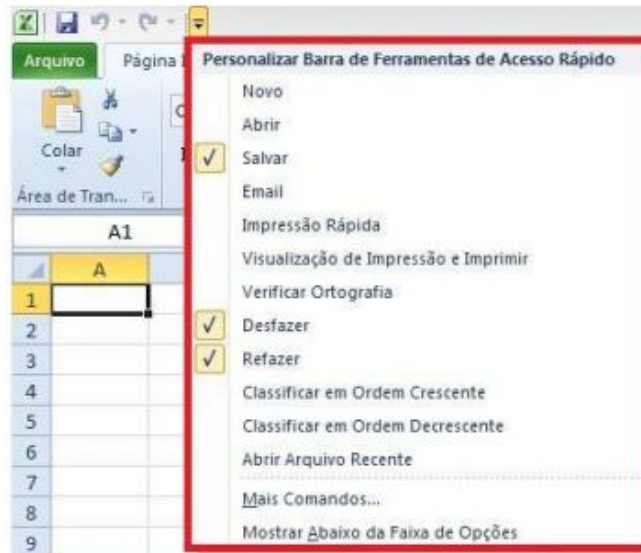 Arquivo Página
Personalizar Barra de Ferramentas de Acesso Rápido
Novo
Abrir
Colar
Salvar
Área de Tran...
Email
A1
Impressão Rápida
Visualização de Impressão e Imprimir
A
Verificar Ortografia
1
2
Desfazer
3
Refazer
4
Classificar em Ordem Crescente
5
Classificar em Ordem Decrescente
6
Abrir Arquivo Recente
7
8
Mais Comandos...
9
Mostrar Abaixo da Faixa de Opções